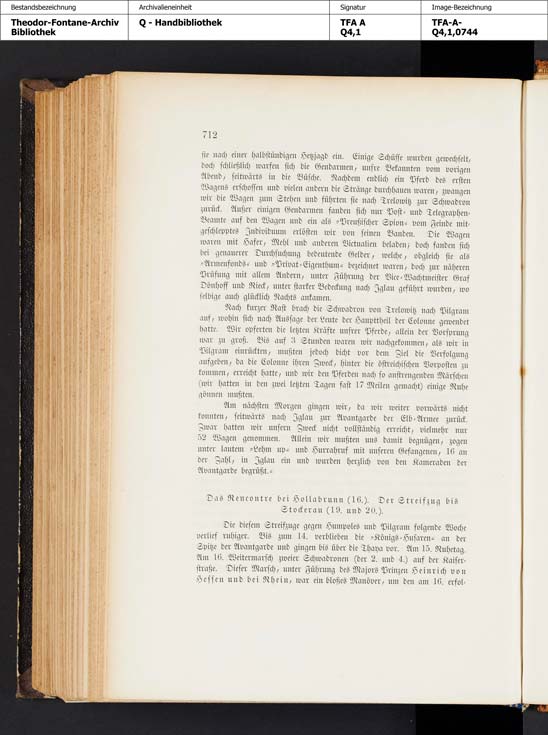 Bestandsbezeichnung Archivalieneinheit Signatur Image-Bezeichnung
Theodor-Fontane-Archiv Q - Handbibliothek TFA A TFA-A-
Bibliothek Q4,1 Q4,1,0744
712
sie nach einer halbstündigen Hetzjagd ein. Einige Schüsse wurden gewechselt,
doch schließlich warfen sich die Gendarmen, unsre Bekannten vom vorigen
Abend, seitwärts in die Büsche. Nachdem endlich ein Pferd des ersten
Wagens erschossen und vielen andern die Stränge durchhauen waren, zwangen
wir die Wagen zum Stehen und führten sie nach Trelowitz zur Schwadron
zurück. Außer einigen Gendarmen fanden sich nur Post- und Telegraphen-
Beamte auf den Wagen und ein als »Preußischer Spion« vom Feinde mit-
geschlepptes Individuum erlösten wir von seinen Banden. Die Wagen
waren mit Hafer, Mehl und anderen Victualien beladen; doch fanden sich
bei genauerer Durchsuchung bedeutende Gelder, welche, obgleich sie als
»Armeefonds« und »Privat-Eigenthum« bezeichnet waren, doch zur näheren
Prüfung mit allem Andern, unter Führung der Vice-Wachtmeister Graf
Dönhoff und Rieck, unter starker Bedeckung nach Iglau geführt wurden, wo
selbige auch glücklich Nachts ankamen.
Nach kurzer Rast brach die Schwadron von Trelowitz nach Pilgram
auf, wohin sich nach Aussage der Leute der Haupttheil der Colonne gewendet
hatte. Wir opferten die letzten Kräfte unsrer Pferde, allein der Vorsprung
war zu groß. Bis auf 3 Stunden waren wir nachgekommen, als wir in
Pilgram einrückten, mußten jedoch dicht vor dem Ziel die Verfolgung
aufgeben, da die Colonne ihren Zweck, hinter die östreichischen Vorposten zu
kommen, erreicht hatte, und wir den Pferden nach so anstrengenden Märschen
(wir hatten in den zwei letzten Tagen fast 17 Meilen gemacht) einige Ruhe
gönnen mußten.
Am nächsten Morgen gingen wir, da wir weiter vorwärts nicht
konnten, seitwärts nach Iglau zur Avantgarde der Elb-Armee zurück.
Zwar hatten wir unsern Zweck nicht vollständig erreicht, vielmehr nur
52 Wagen genommen. Allein wir mußten uns damit begnügen, zogen
unter lautem »Lehm up« und Hurrahruf mit unseren Gefangenen, 16 an
der Zahl, in Iglau ein und wurden herzlich von den Kameraden der
Avantgarde begrüßt.«
Das Rencontre bei Hollabrunn (16.). Der Streifzug bis
Stockerau (19. und 20.).
Die diesem Streifzuge gegen Humpoles und Pilgram folgende Woche
verlief ruhiger. Bis zum 14. verblieben die »Königs-Husaren« an der
Spitze der Avantgarde und gingen bis über die Thaya vor. Am 15. Ruhetag.
Am 16. Weitermarsch zweier Schwadronen (der 2. und 4.) auf der Kaiser-
straße. Dieser Marsch, unter Führung des Majors Prinzen Heinrich von
Hessen und bei Rhein, war ein bloßes Manöver, um den am 16. erfol-